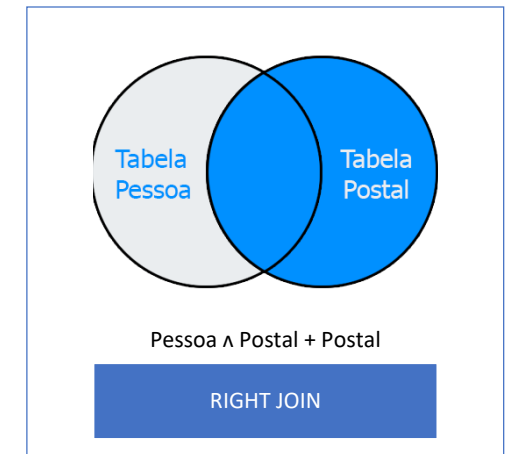 Tabela
Pessoa
Tabela
Postal
Pessoa ʌ Postal + Postal
RIGHT JOIN